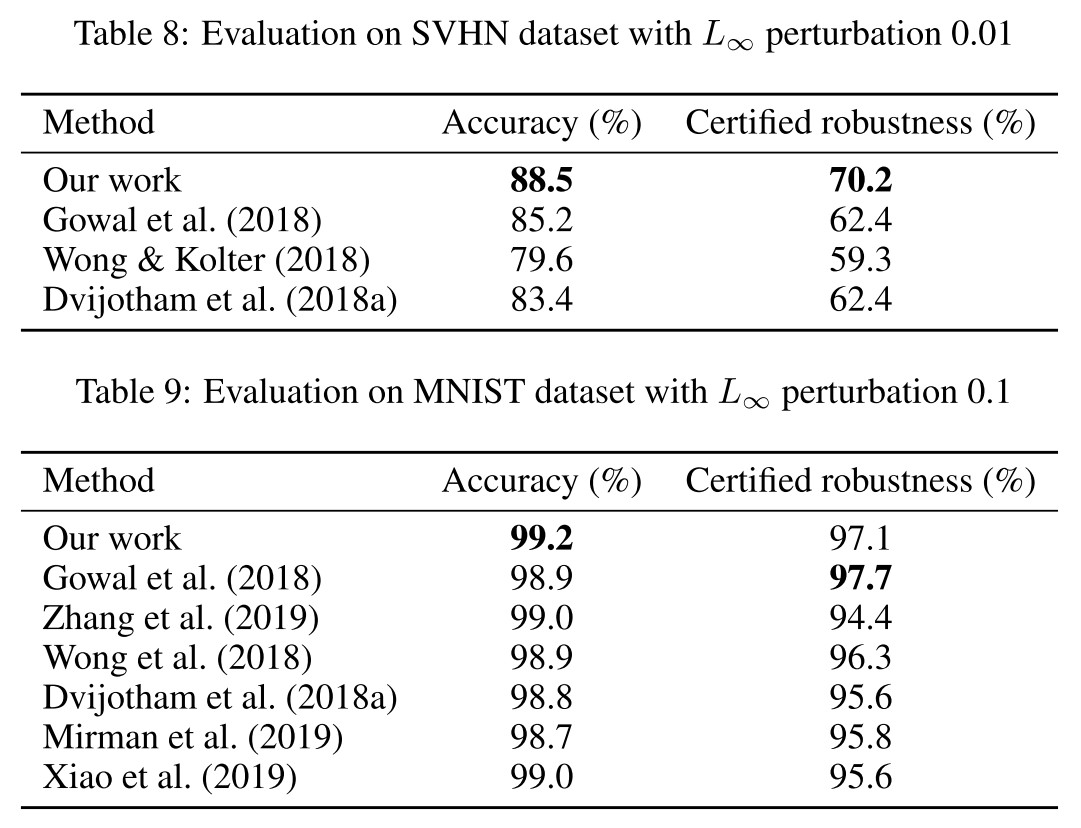 Table 8: Evaluation on SVHN dataset with L∞ perturbation 0.01
Method Accuracy (%) Certified robustness (%)
Our work 88.5 70.2
Gowal et al. (2018) 85.2 62.4
Wong & Kolter (2018) 79.6 59.3
Dvijotham et al. (2018a) 83.4 62.4
Table 9: Evaluation on MNIST dataset with L∞ perturbation 0.1
Method Accuracy (%) Certified robustness (%)
Our work 99.2 97.1
Gowal et al. (2018) 98.9 97.7
Zhang et al. (2019) 99.0 94.4
Wong et al. (2018) 98.9 96.3
Dvijotham et al. (2018a) 98.8 95.6
Mirman et al. (2019) 98.7 95.8
Xiao et al. (2019) 99.0 95.6